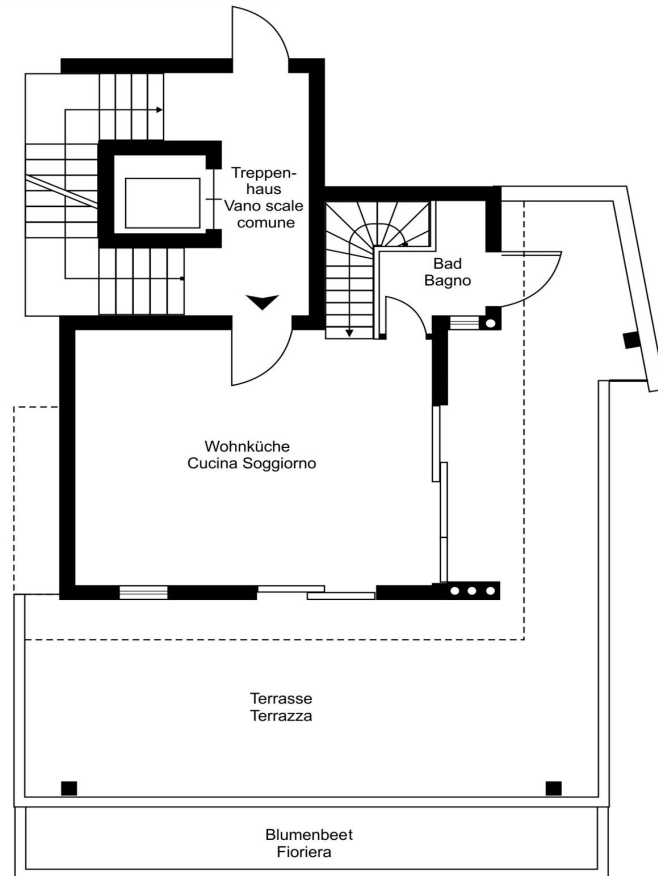 Treppen-
haus
Vano scale
comune
Bad
Bagno
Wohnküche
Cucina Soggiorno
Terrasse
Terrazza
Blumenbeet
Fioriera